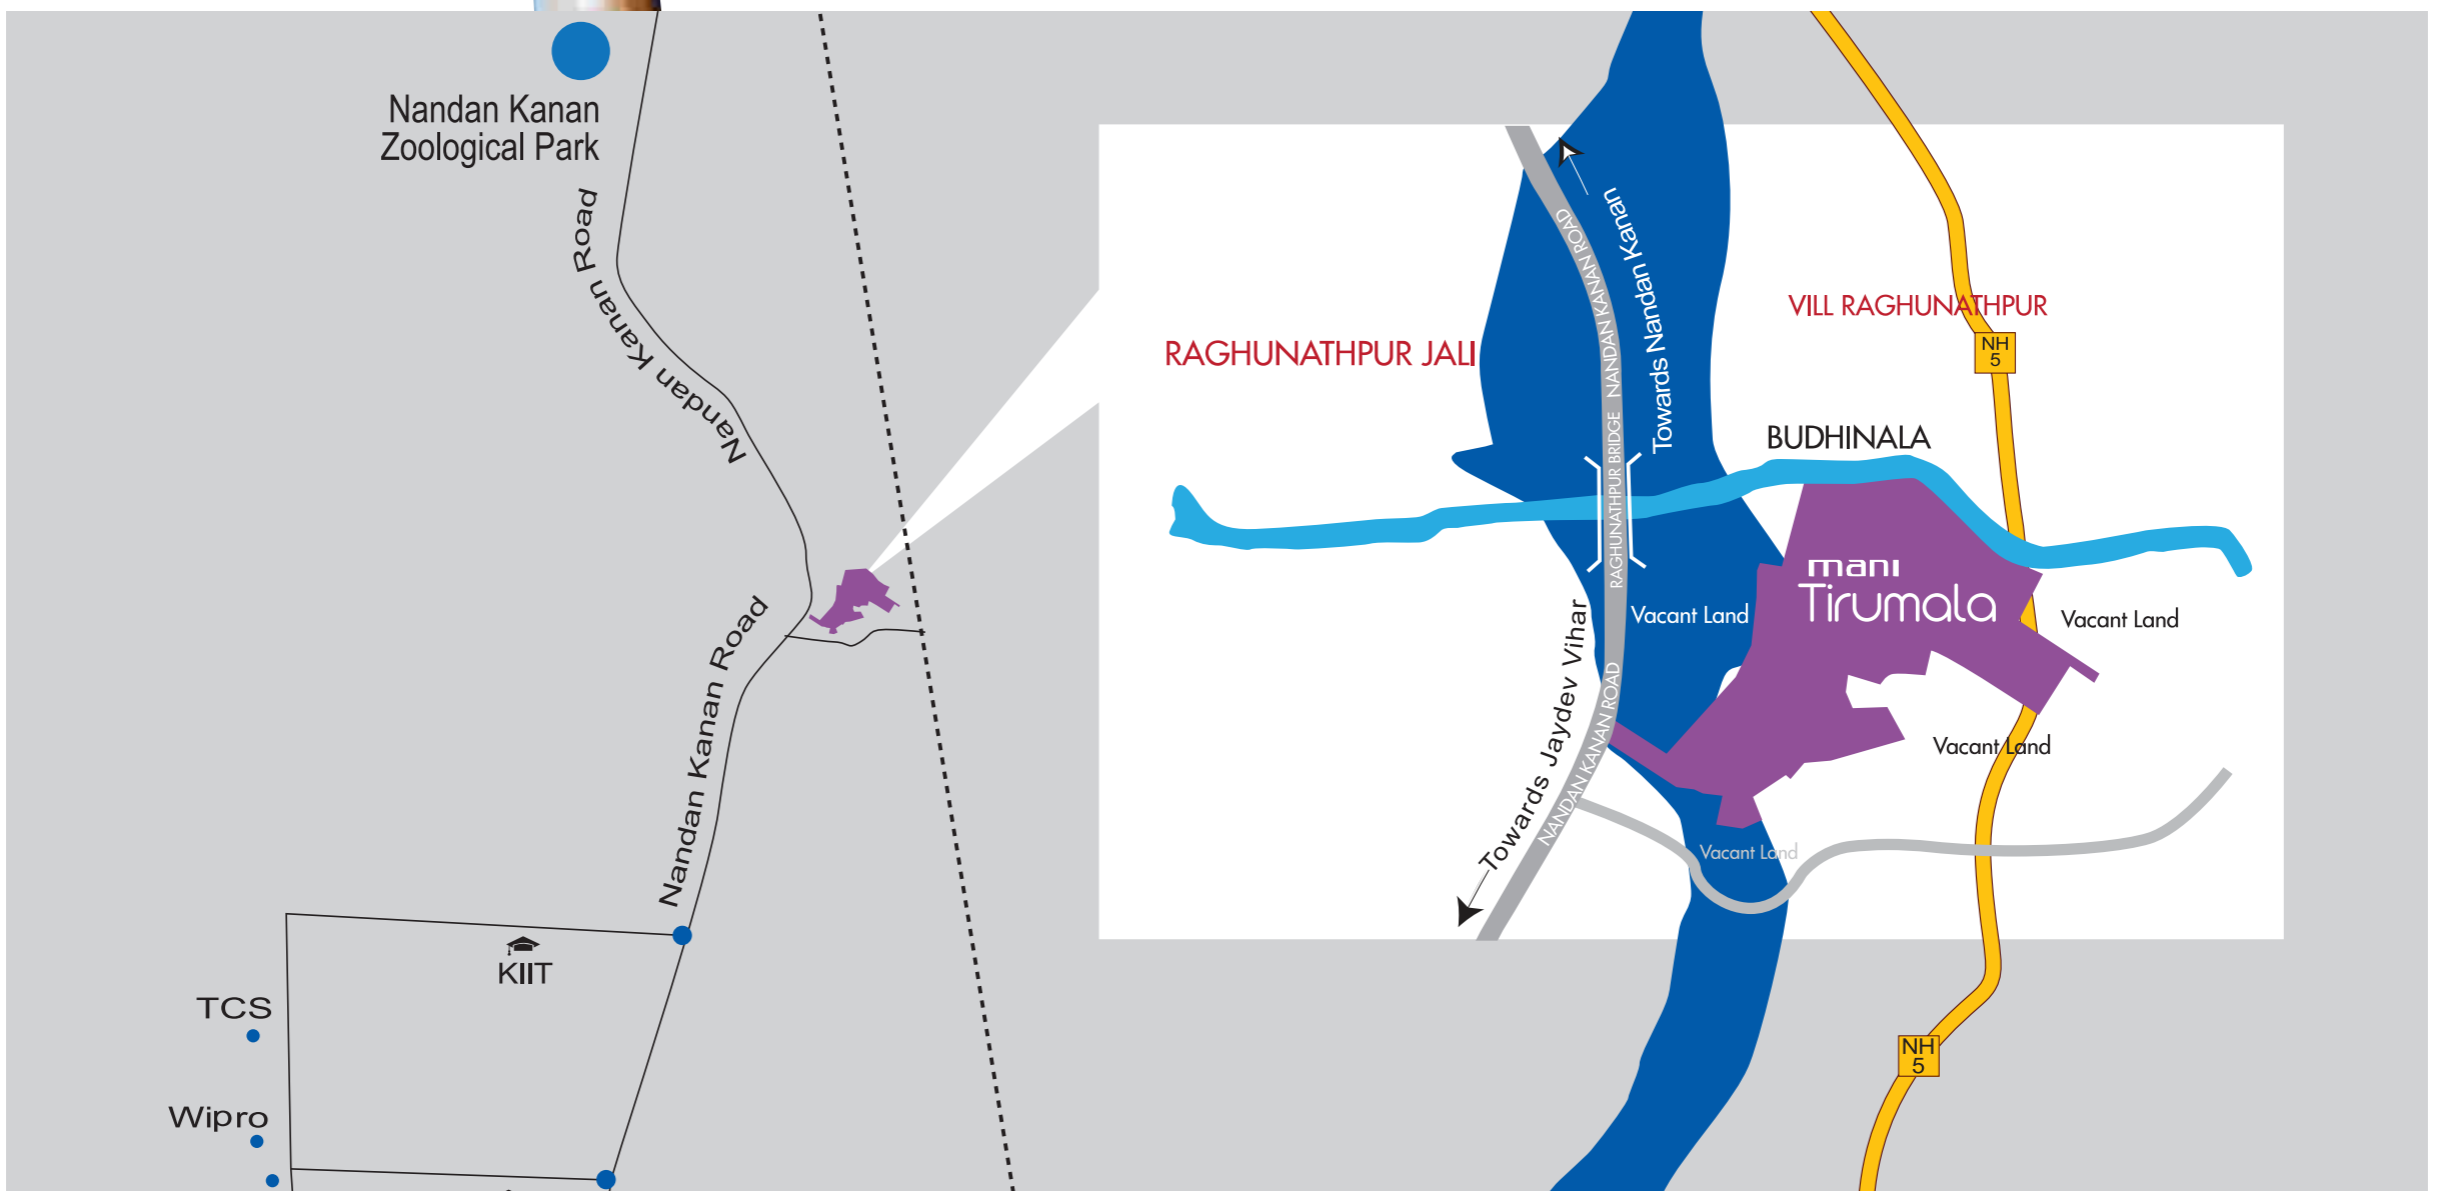 Nandan Kanan
Zoological Park
Nandan Kanan Road
Nandan Kanan Road
KIIT
TCS
Wipro
RAGHUNATHPUR JALI
NANDAN KANAN ROAD
Towards Nandan Kanan
VILL RAGHUNATHPUR
NH
5
BUDHINALA
RAGHUNATHPUR BRIDGE
mani
Tirumala
Vacant Land
Vacant Land
Vacant Land
Towards Jaydev Vihar
NANDAN KANAN ROAD
Vacant Land
NH
5